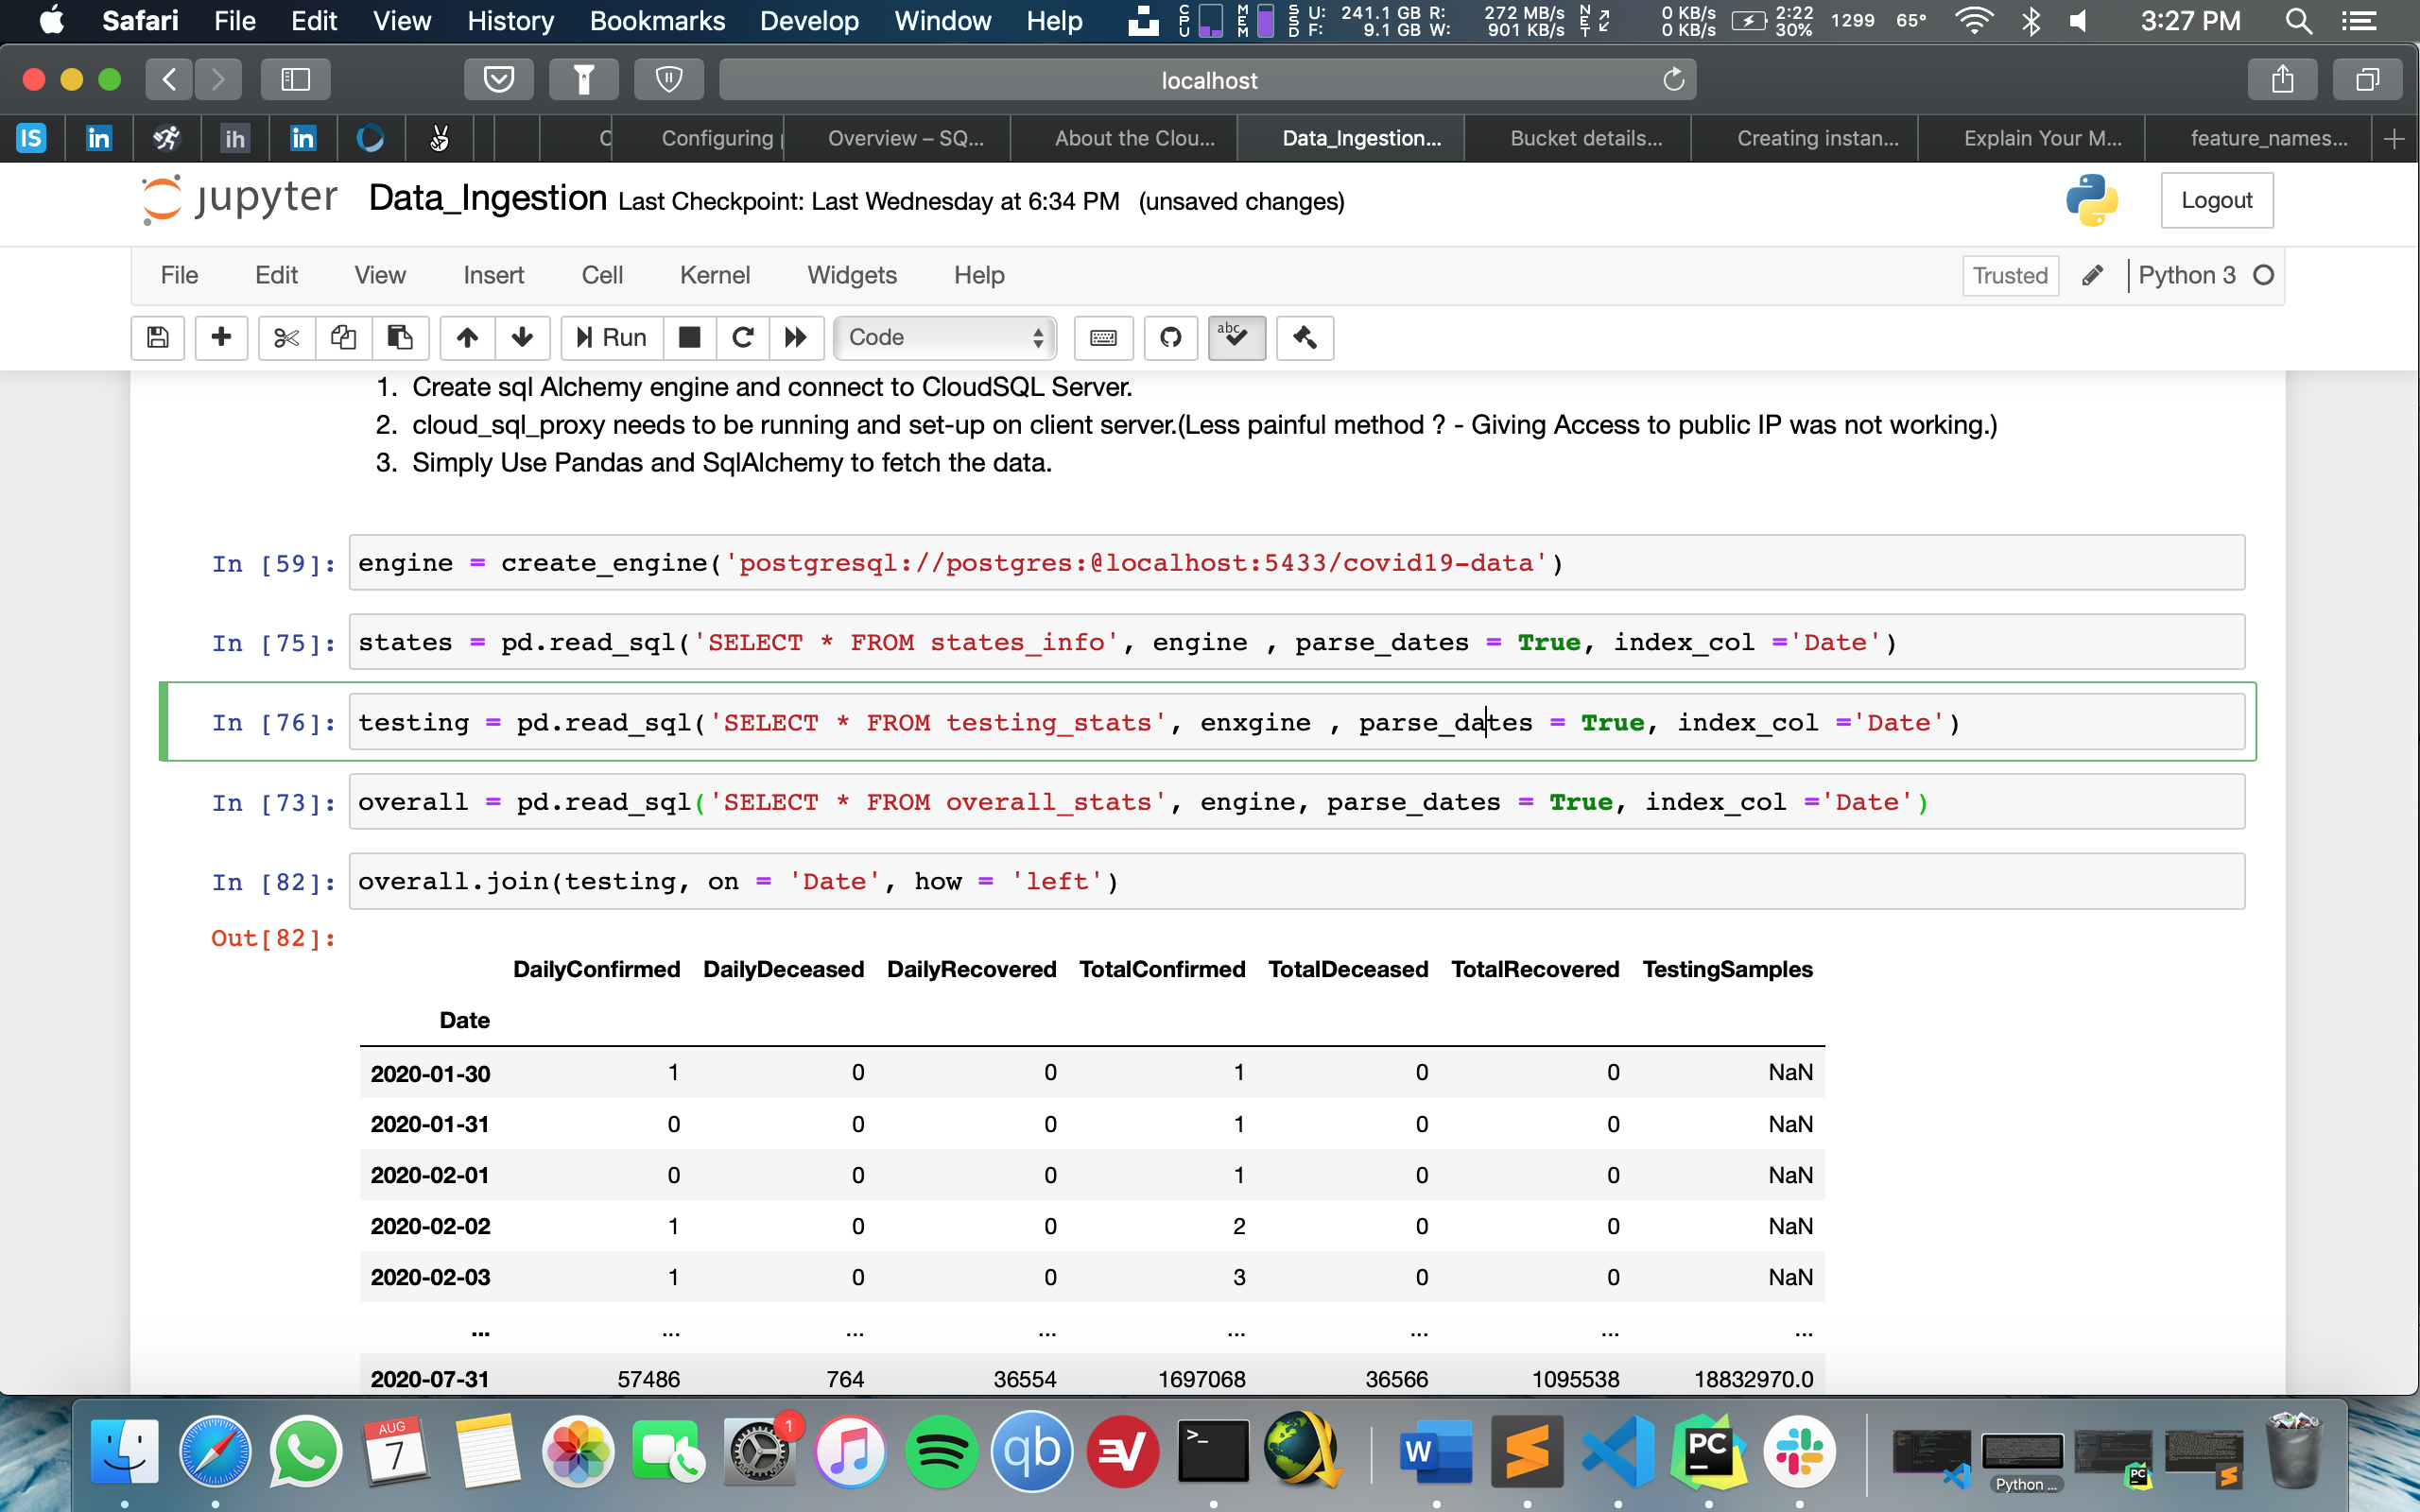 Safari File Edit View History Bookmarks Develop Window Help CPU MEM SSD U: 241.1 GB R: 272 MB/s NET 0 KB/s 2:22 1299 65° 3:27 PM
F: 9.1 GB W: 901 KB/s 0 KB/s 30%
localhost
IS in ih in C Configuring Overview – SQ... About the Clou... Data_Ingestion... Bucket details... Creating instan... Explain Your M... feature_names...
jupyter Data_Ingestion Last Checkpoint: Last Wednesday at 6:34 PM (unsaved changes) Logout
File Edit View Insert Cell Kernel Widgets Help Trusted Python 3
Run Code abc
1. Create sql Alchemy engine and connect to CloudSQL Server.
2. cloud_sql_proxy needs to be running and set-up on client server.(Less painful method ? - Giving Access to public IP was not working.)
3. Simply Use Pandas and SqlAlchemy to fetch the data.
In [59]: engine = create_engine('postgresql://postgres:@localhost:5433/covid19-data')
In [75]: states = pd.read_sql('SELECT * FROM states_info', engine , parse_dates = True, index_col ='Date')
In [76]: testing = pd.read_sql('SELECT * FROM testing_stats', enxgine , parse_dates = True, index_col ='Date')
In [73]: overall = pd.read_sql('SELECT * FROM overall_stats', engine, parse_dates = True, index_col ='Date')
In [82]: overall.join(testing, on = 'Date', how = 'left')
Out[82]:
DailyConfirmed DailyDeceased DailyRecovered TotalConfirmed TotalDeceased TotalRecovered TestingSamples
Date
2020-01-30 1 0 0 1 0 0 NaN
2020-01-31 0 0 0 1 0 0 NaN
2020-02-01 0 0 0 1 0 0 NaN
2020-02-02 1 0 0 2 0 0 NaN
2020-02-03 1 0 0 3 0 0 NaN
... ... ... ... ... ... ... ...
2020-07-31 57486 764 36554 1697068 36566 1095538 18832970.0
AUG
7
1
qb
>_
W
PC
PC
Python ...